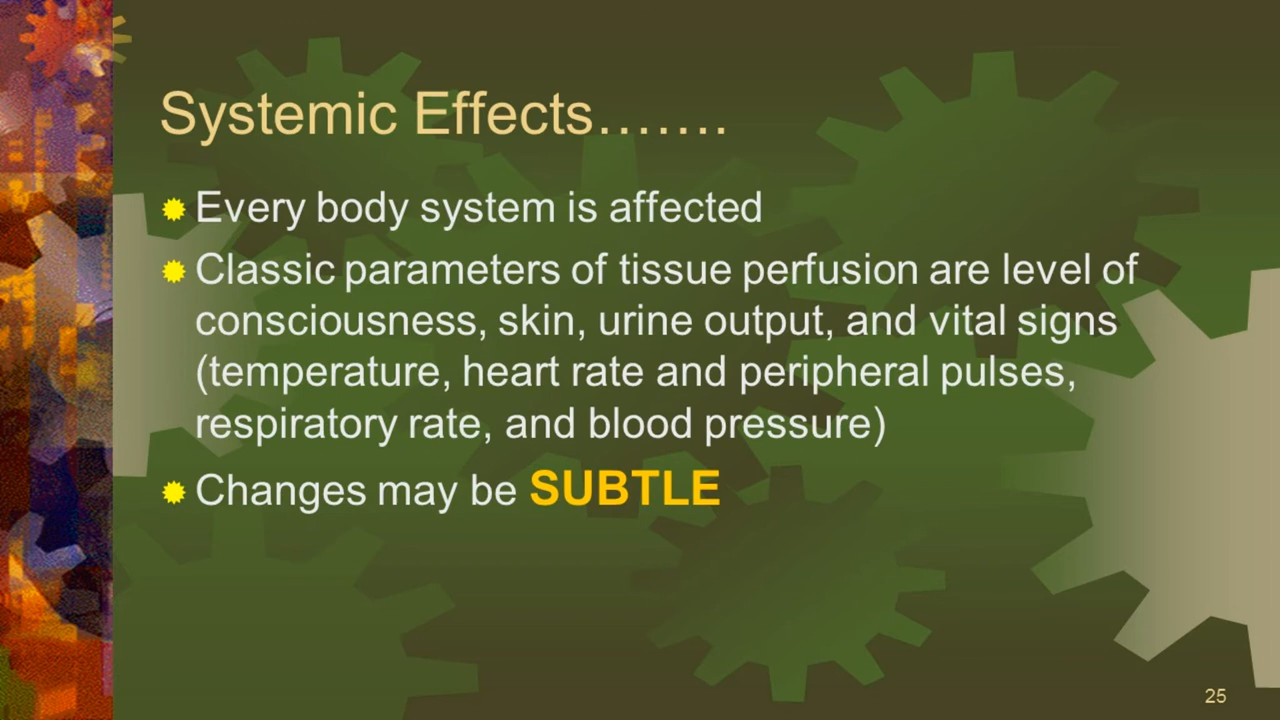 Systemic Effects…….
Every body system is affected
Classic parameters of tissue perfusion are level of
consciousness, skin, urine output, and vital signs
(temperature, heart rate and peripheral pulses,
respiratory rate, and blood pressure)
Changes may be SUBTLE
25